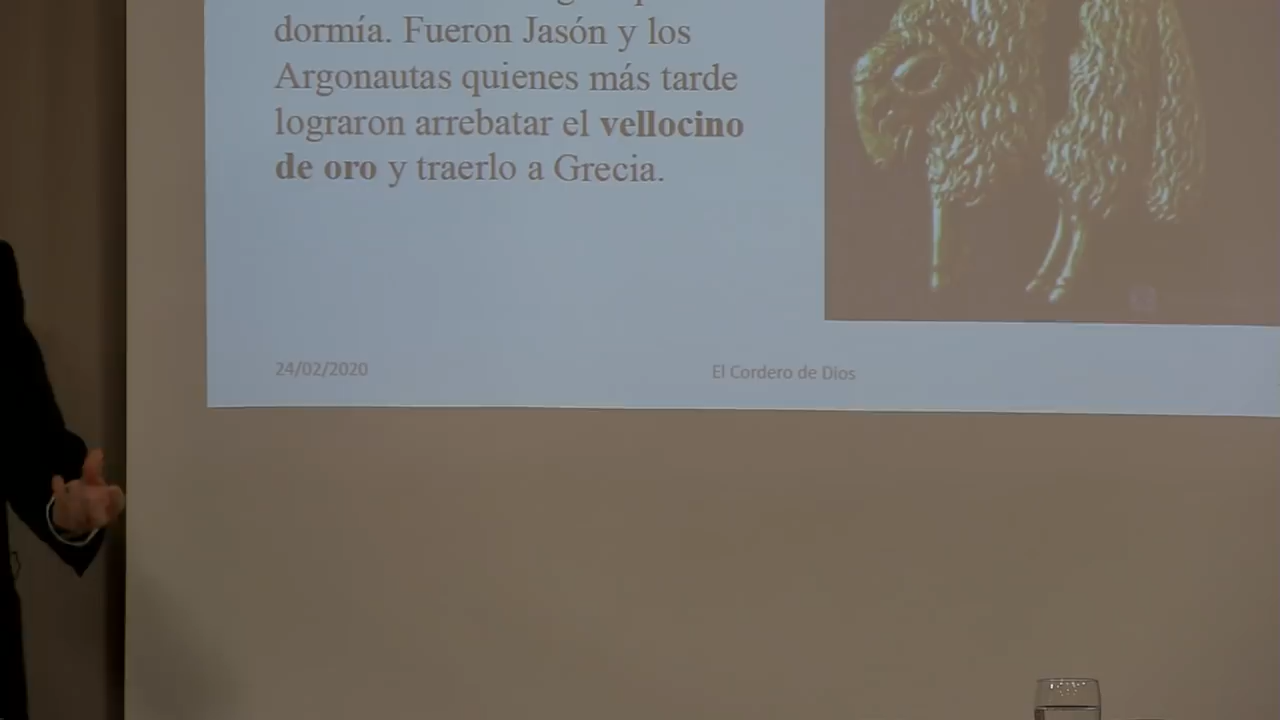 dormía. Fueron Jasón y los
Argonautas quienes más tarde
lograron arrebatar el vellocino
de oro y traerlo a Grecia.
24/02/2020
El Cordero de Dios